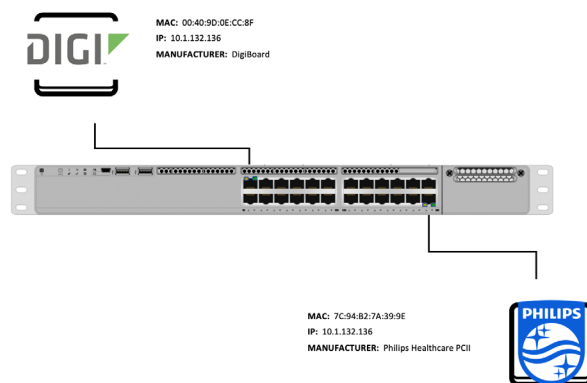 DIGI
MAC: 00:40:9D:0E:CC:8F
IP: 10.1.132.136
MANUFACTURER: DigiBoard
MAC: 7C:94:B2:7A:39:9E
IP: 10.1.132.136
MANUFACTURER: Philips Healthcare PCII
PHILIPS